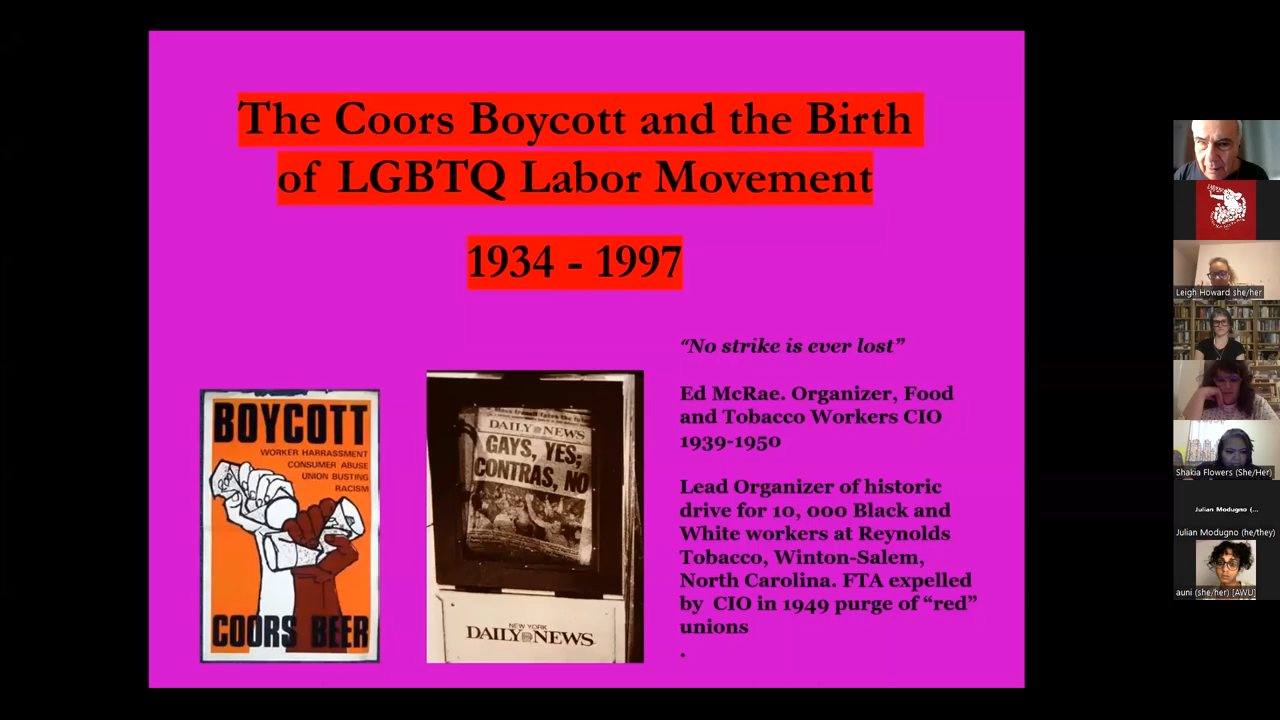 The Coors Boycott and the Birth
of LGBTQ Labor Movement
1934 - 1997
“No strike is ever lost”
Ed McRae. Organizer, Food
and Tobacco Workers CIO
1939-1950
Lead Organizer of historic
drive for 10, 000 Black and
White workers at Reynolds
Tobacco, Winton-Salem,
North Carolina. FTA expelled
by CIO in 1949 purge of “red”
unions
.
BOYCOTT
WORKER HARRASSMENT
CONSUMER ABUSE
UNION BUSTING
RACISM
COORS BEER
DAILY NEWS
GAYS, YES;
CONTRAS, NO
NEW YORK
DAILY NEWS
Leigh Howard she/her
Shakia Flowers (She/Her)
Julian Modugno (...
Julian Modugno (he/they)
auni (she/her) [AWU]